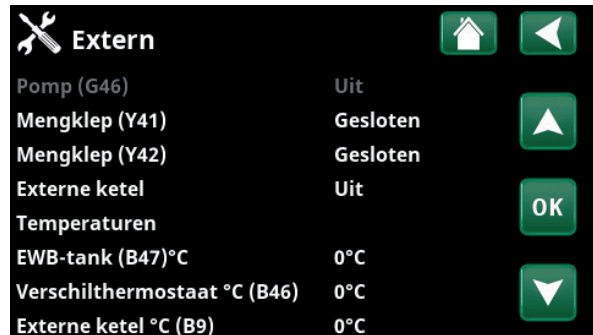 Extern
Pomp (G46) Uit
Mengklep (Y41) Gesloten
Mengklep (Y42) Gesloten
Externe ketel Uit
OK
Temperaturen
EWB-tank (B47)°C 0°C
Verschilthermostaat °C (B46) 0°C
Externe ketel °C (B9) 0°C